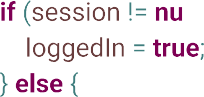 if (session != nu
loggedIn = true;
} else {